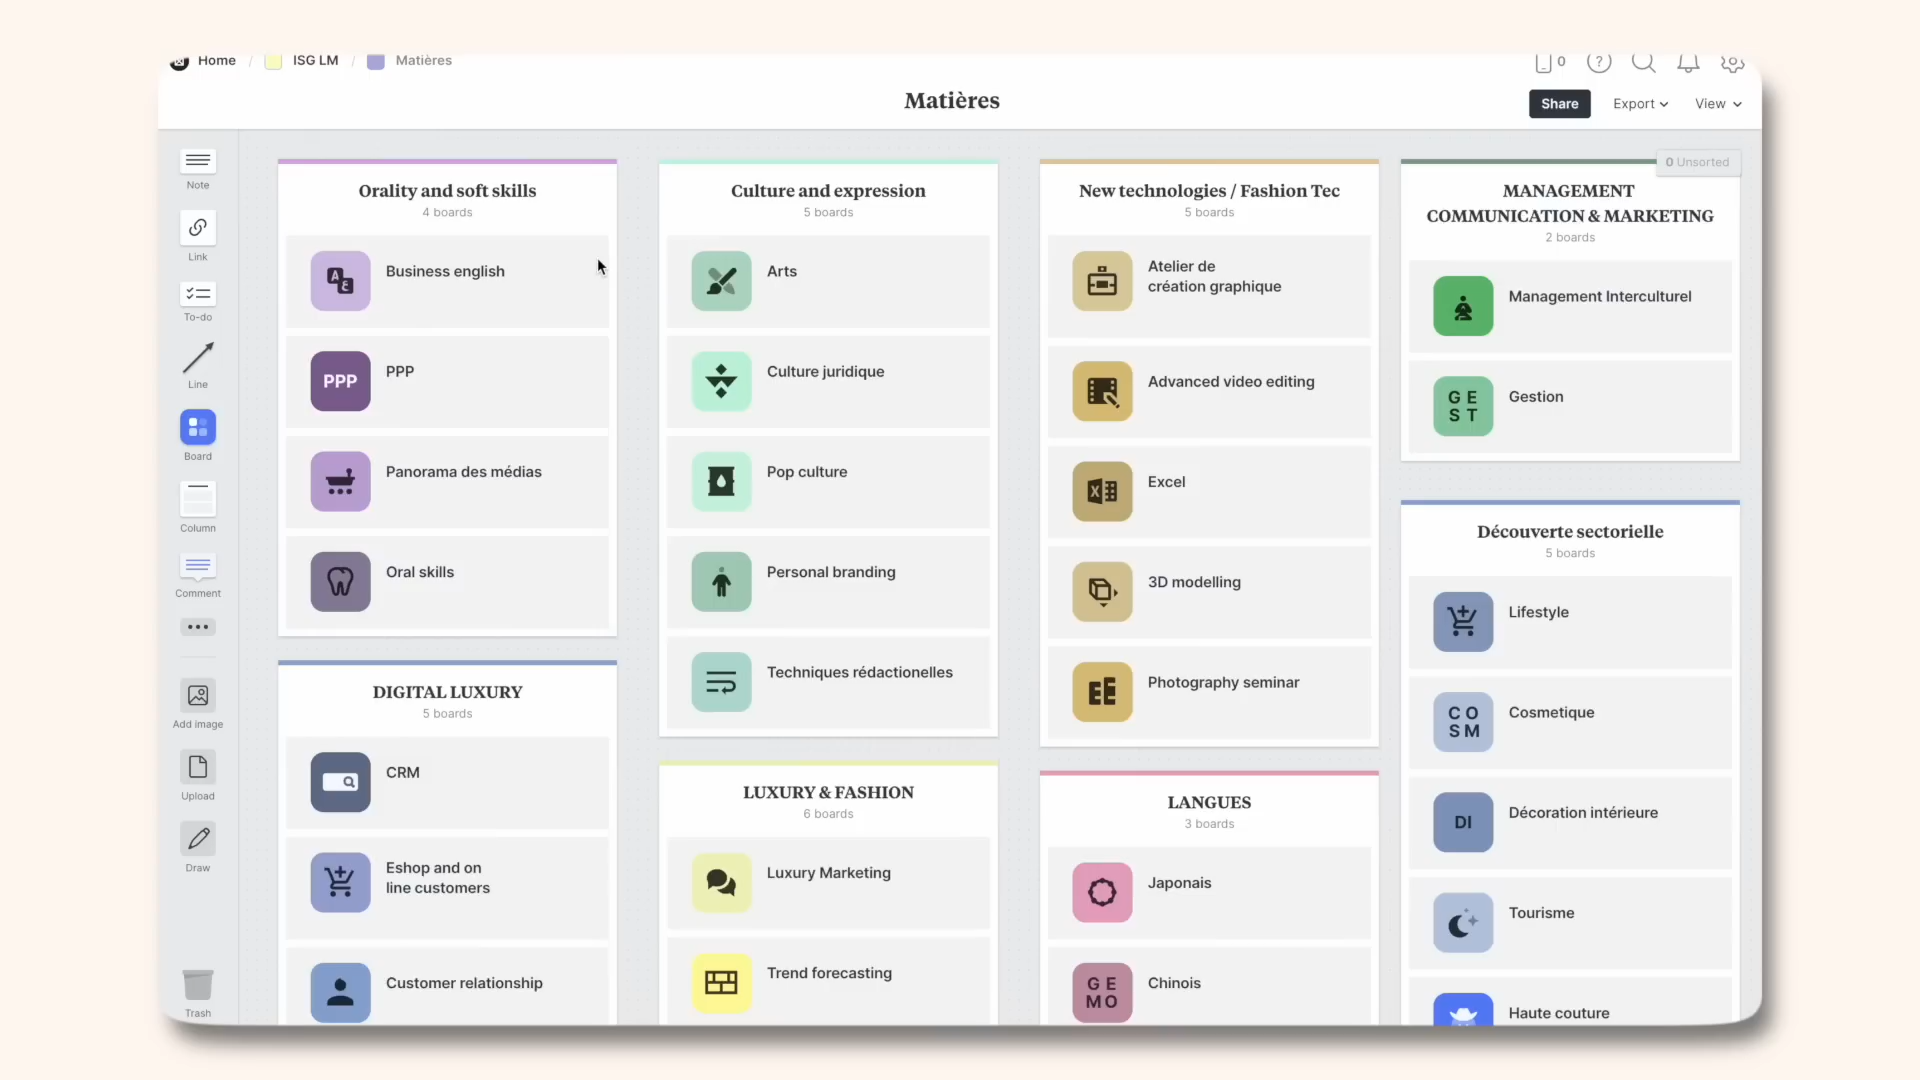 Home / ISG LM / Matières
0
?
Matières
Share
Export
View
0 Unsorted
Note
Link
To-do
Line
Board
Column
Comment
Add image
Upload
Draw
Trash
Orality and soft skills
4 boards
Business english
PPP
PPP
Panorama des médias
Oral skills
DIGITAL LUXURY
5 boards
CRM
Eshop and on
line customers
Customer relationship
Culture and expression
5 boards
Arts
Culture juridique
Pop culture
Personal branding
Techniques rédactionelles
LUXURY & FASHION
6 boards
Luxury Marketing
Trend forecasting
New technologies / Fashion Tec
5 boards
Atelier de
création graphique
Advanced video editing
X
Excel
3D modelling
EE
Photography seminar
LANGUES
3 boards
Japonais
GE
MO
Chinois
MANAGEMENT
COMMUNICATION & MARKETING
2 boards
Management Interculturel
GE
ST
Gestion
Découverte sectorielle
5 boards
Lifestyle
CO
SM
Cosmetique
DI
Décoration intérieure
Tourisme
Haute couture